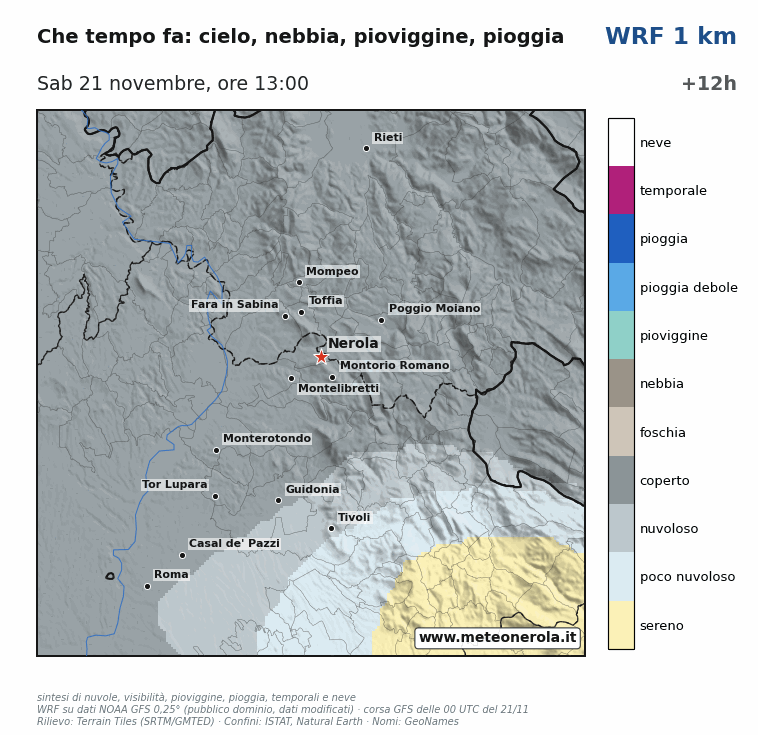 Che tempo fa: cielo, nebbia, pioviggine, pioggia
WRF 1 km
Sab 21 novembre, ore 13:00
+12h
Rieti
Mompeo
Fara in Sabina
Toffia
Poggio Moiano
Nerola
Montorio Romano
Montelibretti
Monterotondo
Tor Lupara
Guidonia
Tivoli
Casal de' Pazzi
Roma
www.meteonerola.it
neve
temporale
pioggia
pioggia debole
pioviggine
nebbia
foschia
coperto
nuvoloso
poco nuvoloso
sereno
sintesi di nuvole, visibilità, pioviggine, pioggia, temporali e neve
WRF su dati NOAA GFS 0,25° (pubblico dominio, dati modificati) · corsa GFS delle 00 UTC del 21/11
Rilievo: Terrain Tiles (SRTM/GMTED) · Confini: ISTAT, Natural Earth · Nomi: GeoNames